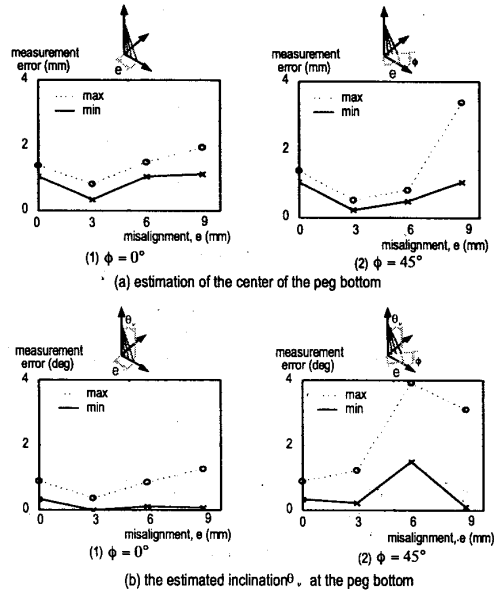 e
e φ
measurement
error (mm)
4
max
min
2
0
0 3 6 9
misalignment, e (mm)
(1) φ = 0°
measurement
error (mm)
4
max
min
2
0
0 3 6 9
misalignment, e (mm)
(2) φ = 45°
(a) estimation of the center of the peg bottom
θv
e
θv
e φ
measurement
error (deg)
4
max
min
2
0
0 3 6 9
misalignment, e (mm)
(1) φ = 0°
measurement
error (deg)
4
max
min
2
0
0 3 6 9
misalignment, e (mm)
(2) φ = 45°
(b) the estimated inclinationθv at the peg bottom